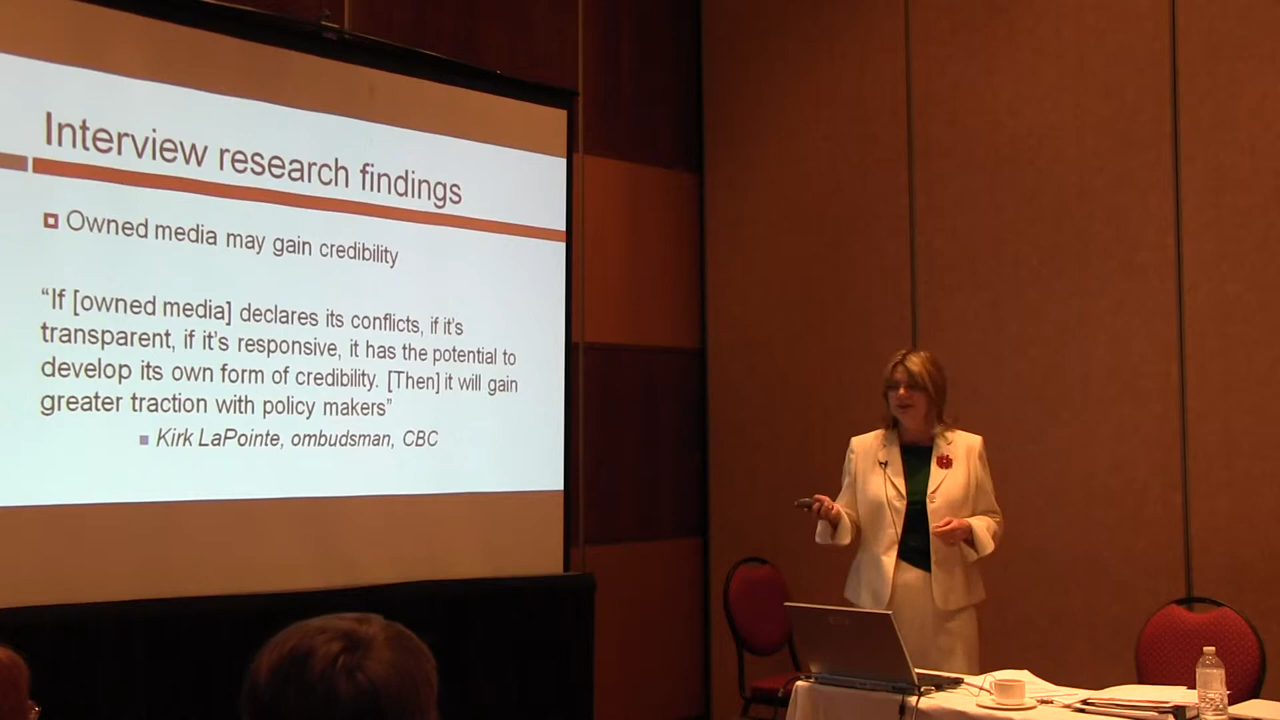 Interview research findings
Owned media may gain credibility
“If [owned media] declares its conflicts, if it’s
transparent, if it’s responsive, it has the potential to
develop its own form of credibility. [Then] it will gain
greater traction with policy makers”
Kirk LaPointe, ombudsman, CBC